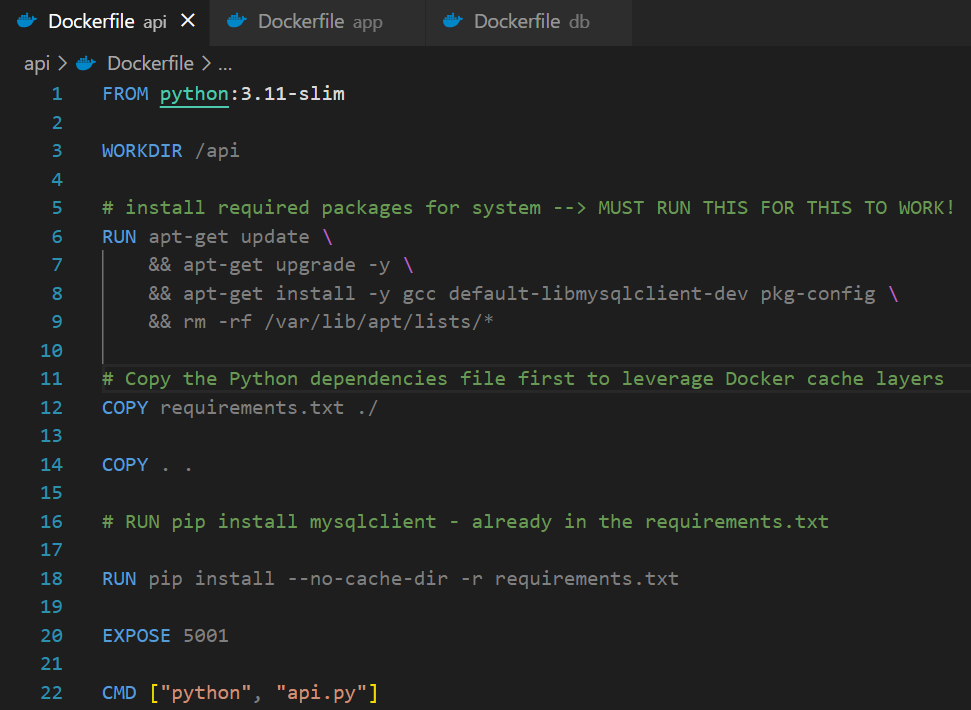 Dockerfile api × Dockerfile app Dockerfile db
api > Dockerfile > ...
1 FROM python:3.11-slim
2
3 WORKDIR /api
4
5 # install required packages for system --> MUST RUN THIS FOR THIS TO WORK!
6 RUN apt-get update \
7     && apt-get upgrade -y \
8     && apt-get install -y gcc default-libmysqlclient-dev pkg-config \
9     && rm -rf /var/lib/apt/lists/*
10
11 # Copy the Python dependencies file first to leverage Docker cache layers
12 COPY requirements.txt ./
13
14 COPY . .
15
16 # RUN pip install mysqlclient - already in the requirements.txt
17
18 RUN pip install --no-cache-dir -r requirements.txt
19
20 EXPOSE 5001
21
22 CMD ["python", "api.py"]